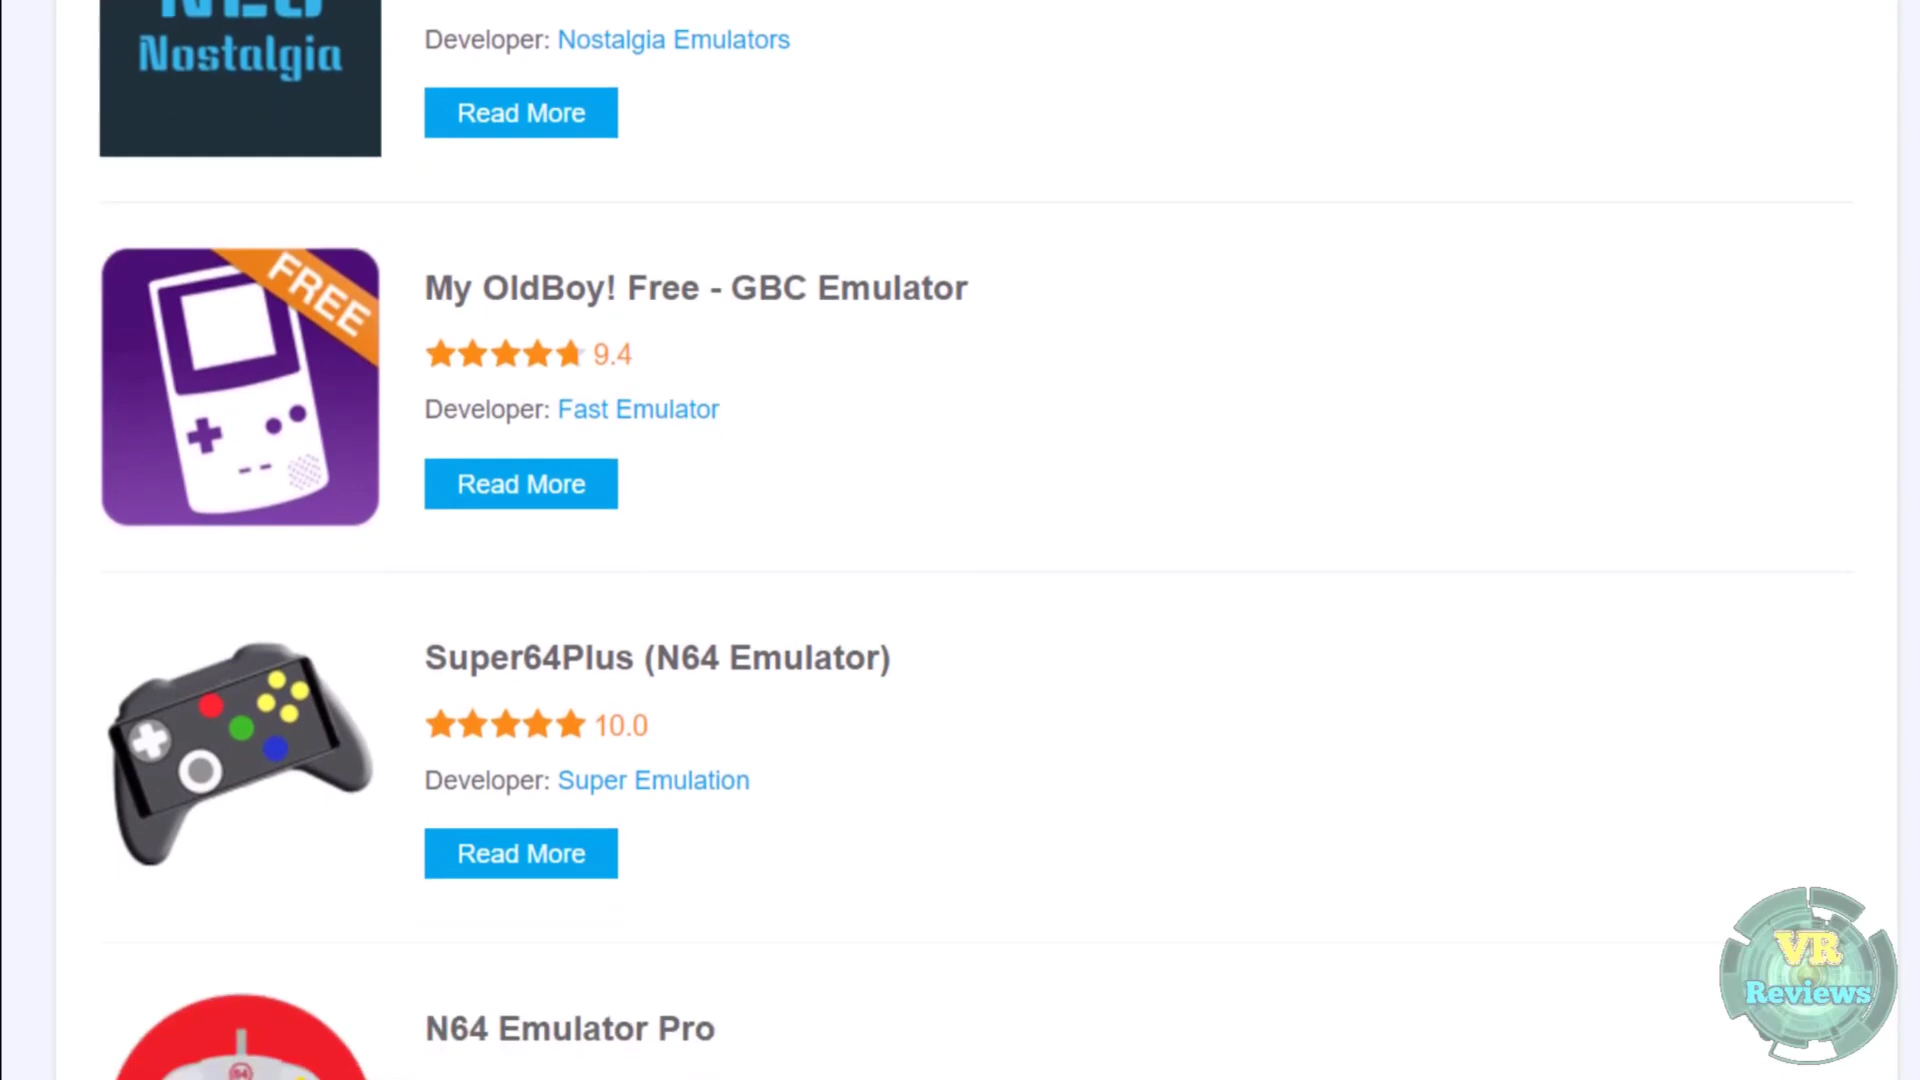 Nostalgia
Developer: Nostalgia Emulators
Read More
FREE
My OldBoy! Free - GBC Emulator
9.4
Developer: Fast Emulator
Read More
Super64Plus (N64 Emulator)
10.0
Developer: Super Emulation
Read More
N64 Emulator Pro
64
VR
Reviews